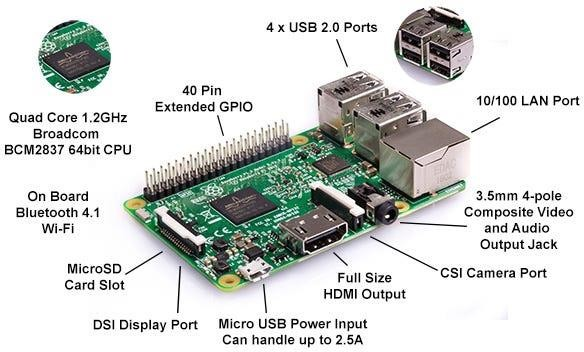 4 x USB 2.0 Ports
40 Pin
Extended GPIO
10/100 LAN Port
Quad Core 1.2GHz
Broadcom
BCM2837 64bit CPU
On Board
Bluetooth 4.1
Wi-Fi
3.5mm 4-pole
Composite Video
and Audio
Output Jack
MicroSD
Card Slot
CSI Camera Port
Full Size
HDMI Output
DSI Display Port
Micro USB Power Input
Can handle up to 2.5A